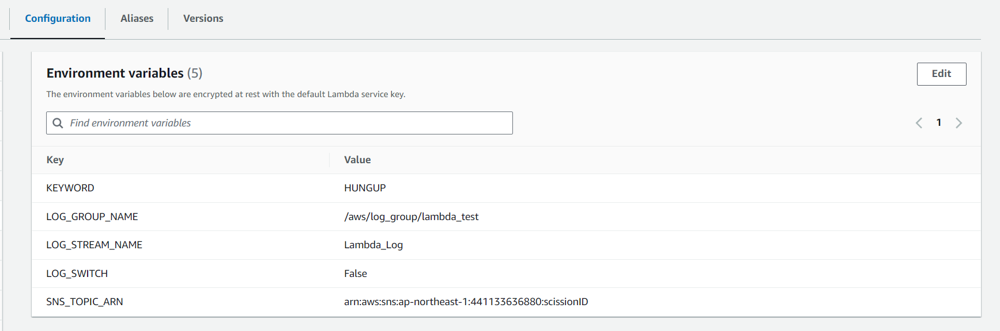 Configuration Aliases Versions
Environment variables (5)
Edit
The environment variables below are encrypted at rest with the default Lambda service key.
Find environment variables
1
Key Value
KEYWORD HUNGUP
LOG_GROUP_NAME /aws/log_group/lambda_test
LOG_STREAM_NAME Lambda_Log
LOG_SWITCH False
SNS_TOPIC_ARN arn:aws:sns:ap-northeast-1:441133636880:scissionID